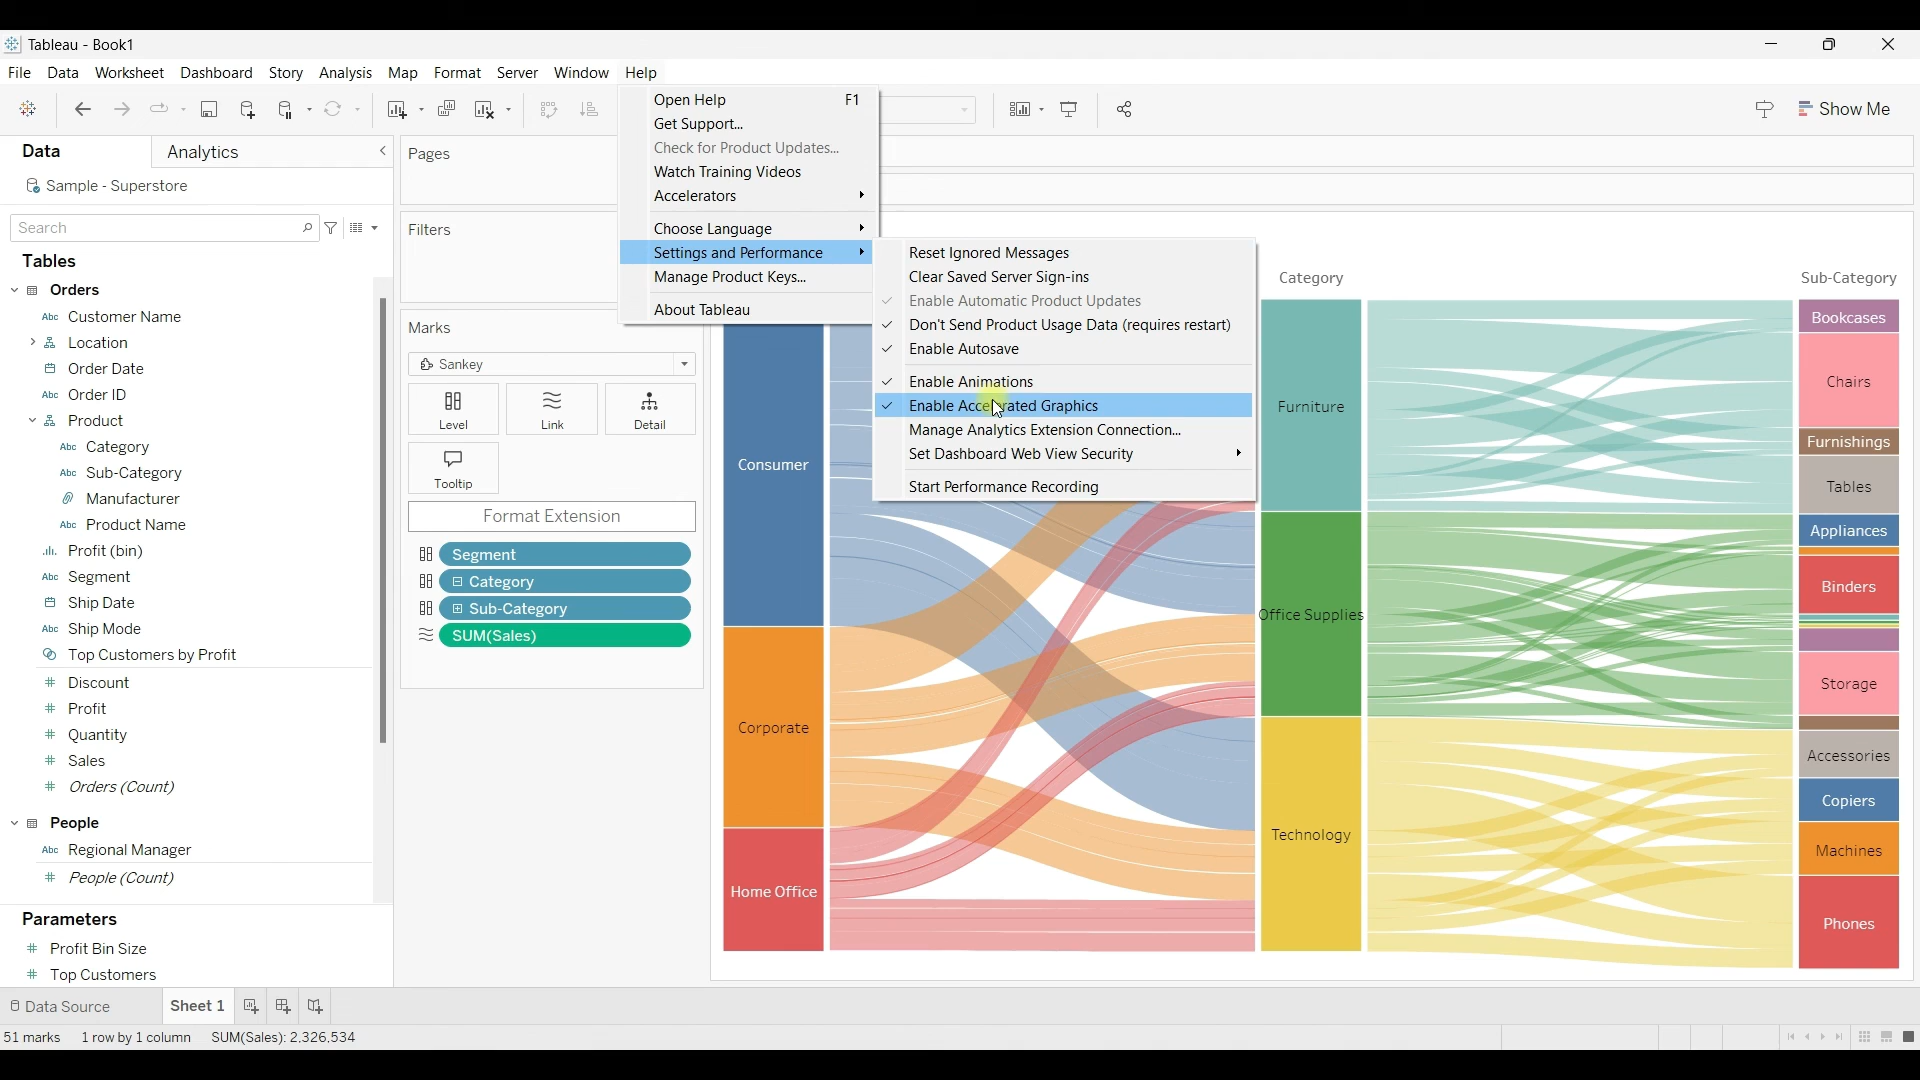 Tableau - Book1
File Data Worksheet Dashboard Story Analysis Map Format Server Window Help
Show Me
Data
Analytics
Sample - Superstore
Search
Tables
Orders
Abc Customer Name
Location
Order Date
Abc Order ID
Product
Abc Category
Abc Sub-Category
Manufacturer
Abc Product Name
Profit (bin)
Abc Segment
Ship Date
Abc Ship Mode
Top Customers by Profit
# Discount
# Profit
# Quantity
# Sales
# Orders (Count)
People
Abc Regional Manager
# People (Count)
Parameters
# Profit Bin Size
# Top Customers
Pages
Filters
Marks
Sankey
Level
Link
Detail
Tooltip
Format Extension
Segment
Category
Sub-Category
SUM(Sales)
Open Help F1
Get Support...
Check for Product Updates...
Watch Training Videos
Accelerators
Choose Language
Settings and Performance
Manage Product Keys...
About Tableau
Reset Ignored Messages
Clear Saved Server Sign-ins
Enable Automatic Product Updates
Don't Send Product Usage Data (requires restart)
Enable Autosave
Enable Animations
Enable Accelerated Graphics
Manage Analytics Extension Connection...
Set Dashboard Web View Security
Start Performance Recording
Category
Sub-Category
Consumer
Corporate
Home Office
Furniture
Office Supplies
Technology
Bookcases
Chairs
Furnishings
Tables
Appliances
Binders
Storage
Accessories
Copiers
Machines
Phones
Data Source
Sheet 1
51 marks 1 row by 1 column SUM(Sales): 2,326,534